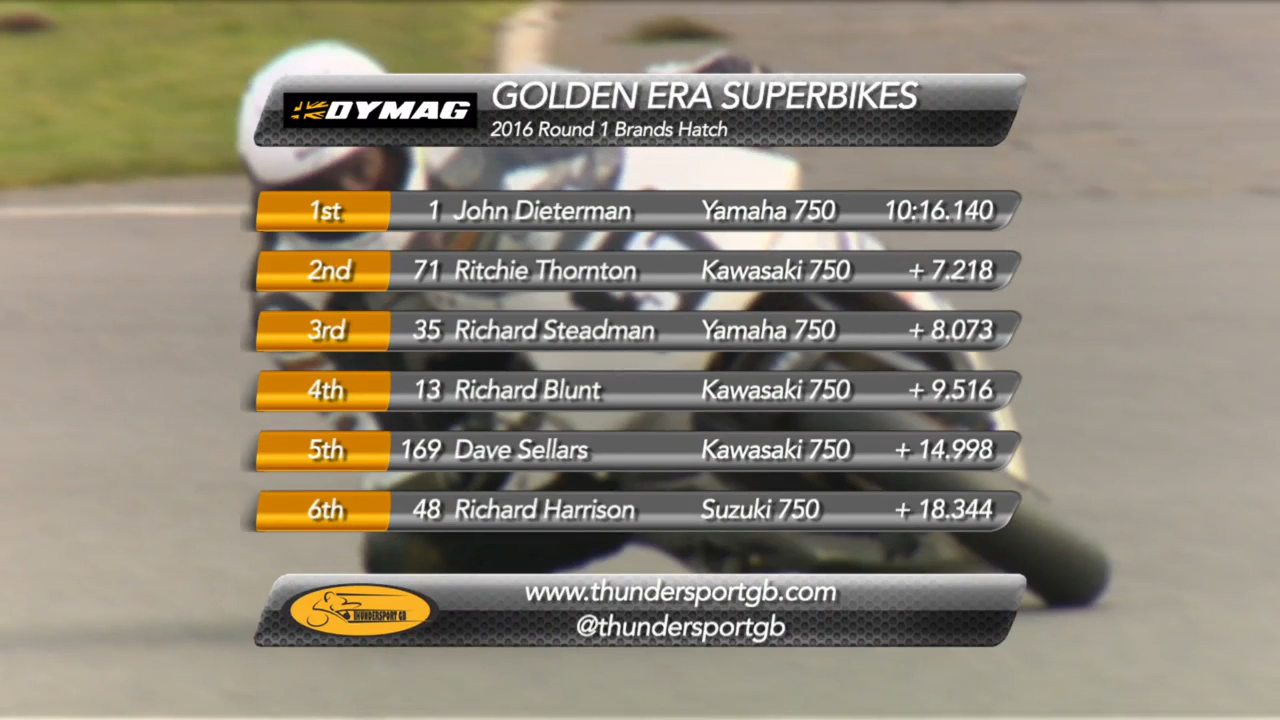 DYMAG
GOLDEN ERA SUPERBIKES
2016 Round 1 Brands Hatch
1st 1 John Dieterman Yamaha 750 10:16.140
2nd 71 Ritchie Thornton Kawasaki 750 + 7.218
3rd 35 Richard Steadman Yamaha 750 + 8.073
4th 13 Richard Blunt Kawasaki 750 + 9.516
5th 169 Dave Sellars Kawasaki 750 + 14.998
6th 48 Richard Harrison Suzuki 750 + 18.344
THUNDERSPORT GB
www.thundersportgb.com
@thundersportgb